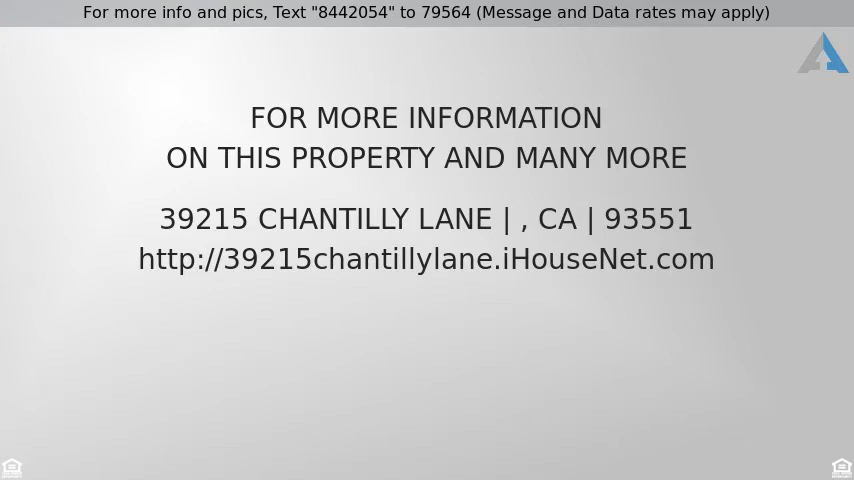 For more info and pics, Text "8442054" to 79564 (Message and Data rates may apply)
FOR MORE INFORMATION
ON THIS PROPERTY AND MANY MORE
39215 CHANTILLY LANE | , CA | 93551
http://39215chantillylane.iHouseNet.com